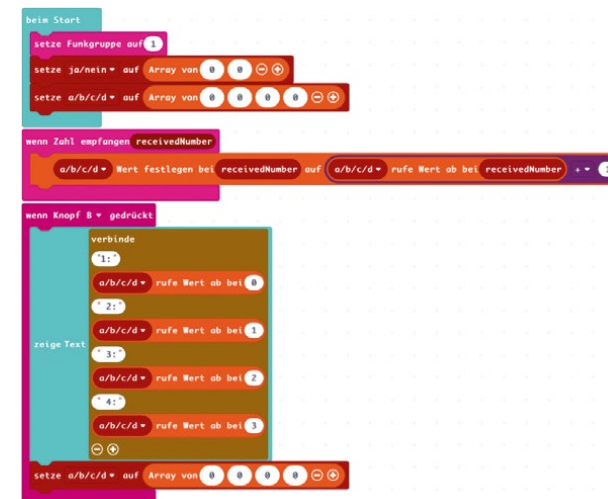 beim Start
setze Funkgruppe auf 1
setze ja/nein auf Array von 0 0
setze a/b/c/d auf Array von 0 0 0 0
wenn Zahl empfangen receivedNumber
a/b/c/d Wert festlegen bei receivedNumber auf a/b/c/d rufe Wert ab bei receivedNumber + 1
wenn Knopf B gedrückt
zeige Text
verbinde
"1:"
a/b/c/d rufe Wert ab bei 0
" 2:"
a/b/c/d rufe Wert ab bei 1
" 3:"
a/b/c/d rufe Wert ab bei 2
" 4:"
a/b/c/d rufe Wert ab bei 3
setze a/b/c/d auf Array von 0 0 0 0